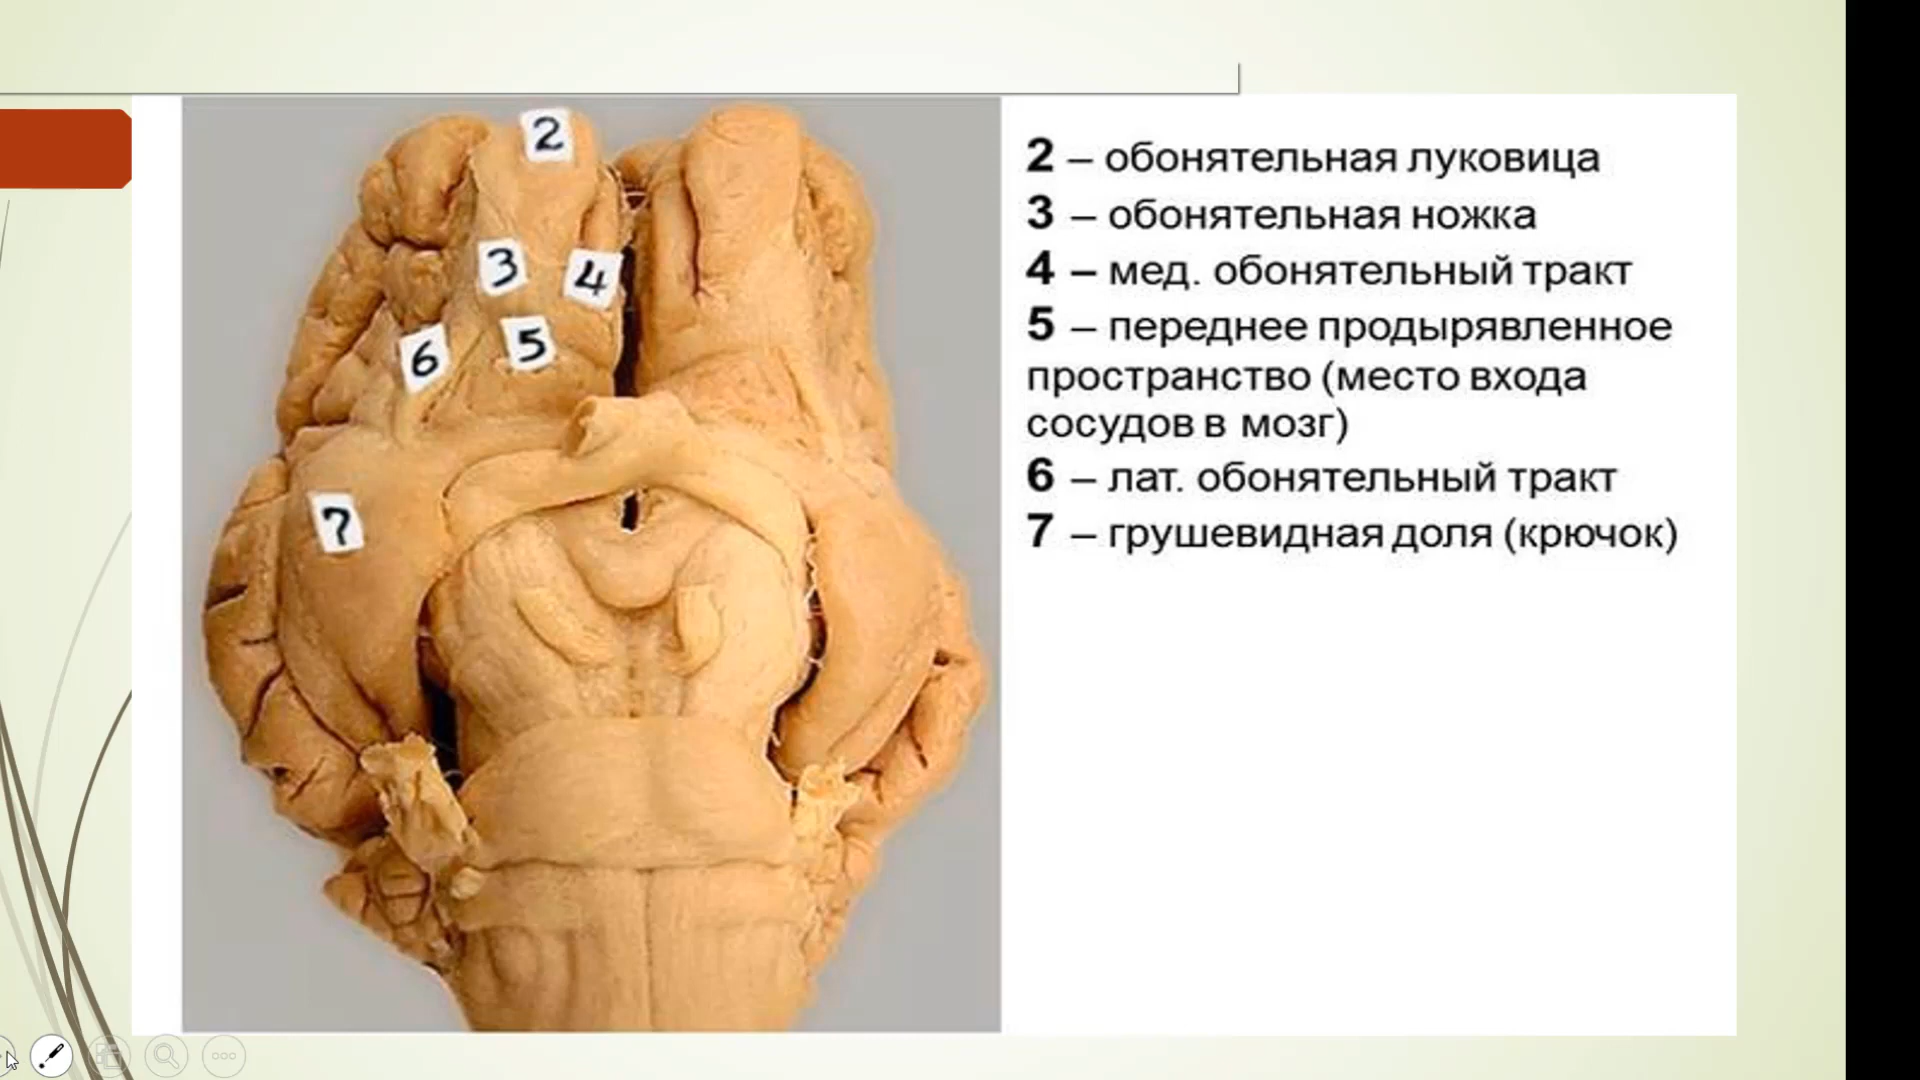 2
3
4
5
6
7
2 – обонятельная луковица
3 – обонятельная ножка
4 – мед. обонятельный тракт
5 – переднее продырявленное
пространство (место входа
сосудов в мозг)
6 – лат. обонятельный тракт
7 – грушевидная доля (крючок)